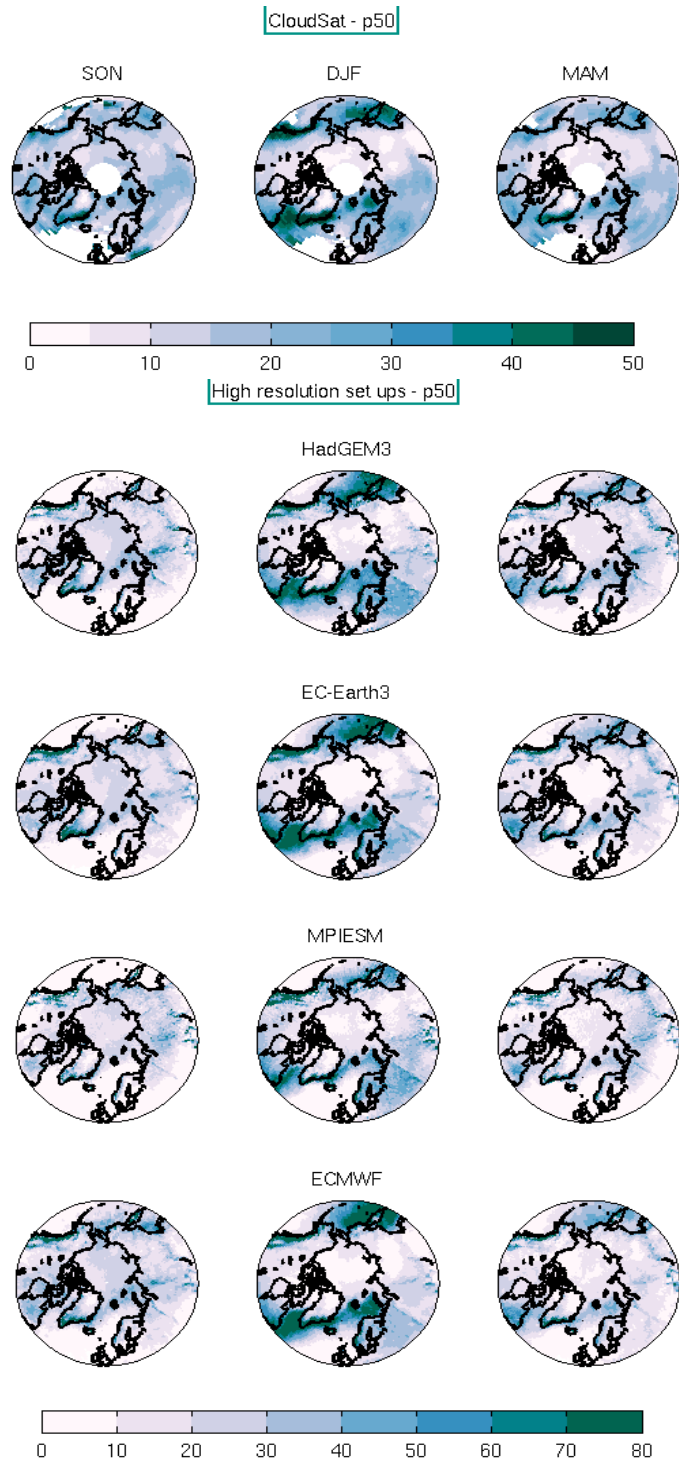 CloudSat - p50
SON DJF MAM
0 10 20 30 40 50
High resolution set ups - p50
HadGEM3
EC-Earth3
MPIESM
ECMWF
0 10 20 30 40 50 60 70 80